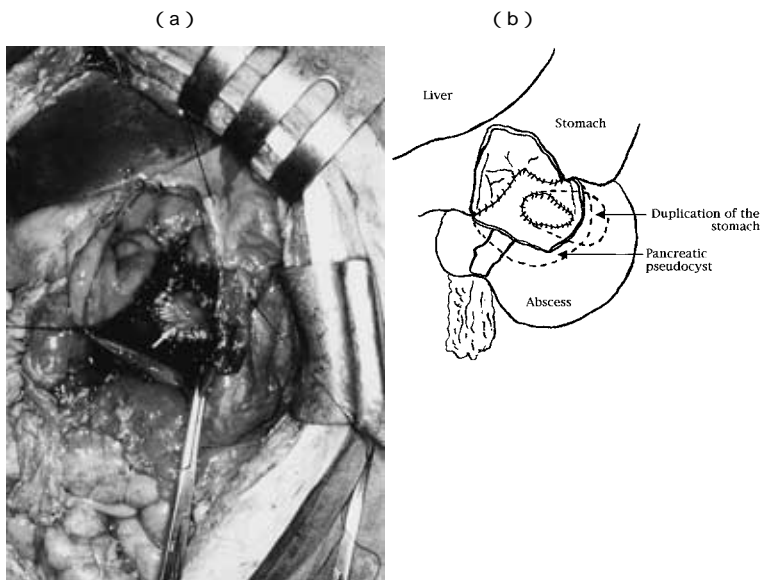 (a)
(b)
Liver
Stomach
Duplication of the
stomach
Pancreatic
pseudocyst
Abscess